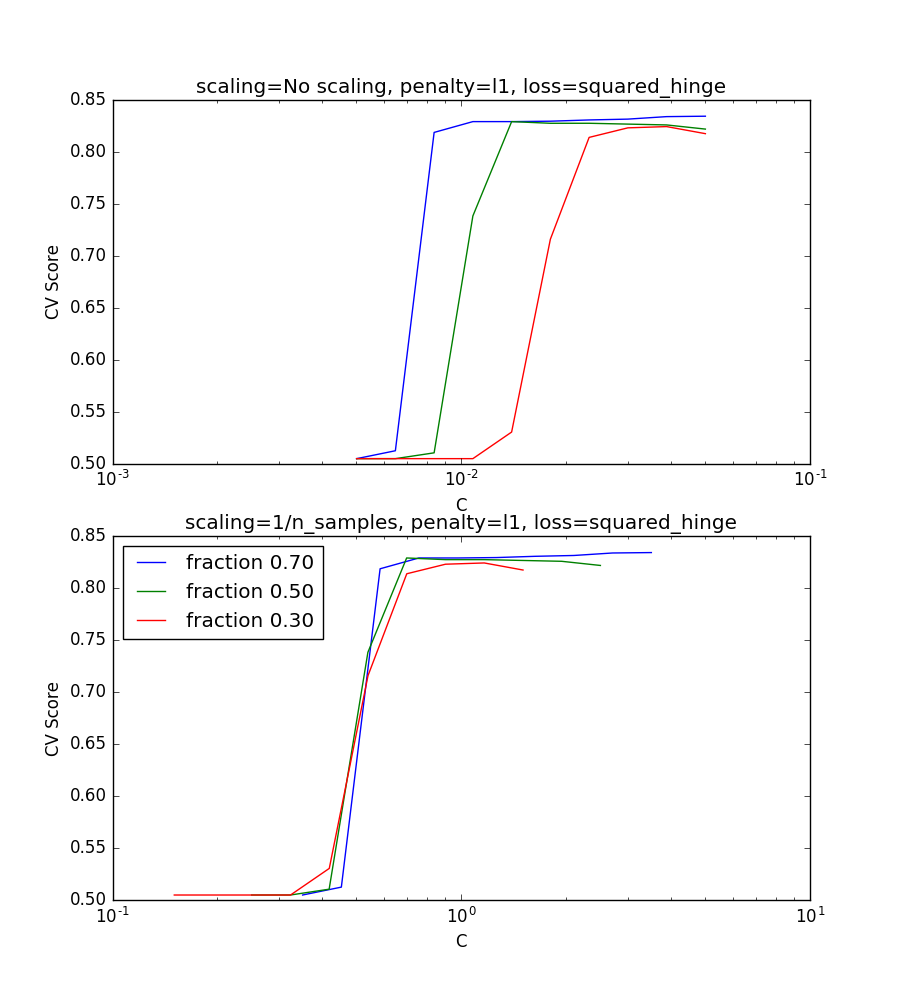 scaling=No scaling, penalty=l1, loss=squared_hinge
0.85
0.80
0.75
0.70
0.65
0.60
0.55
0.50
CV Score
10-3 10-2 10-1
C
scaling=1/n_samples, penalty=l1, loss=squared_hinge
0.85
0.80
0.75
0.70
0.65
0.60
0.55
0.50
CV Score
fraction 0.70
fraction 0.50
fraction 0.30
10-1 100 101
C